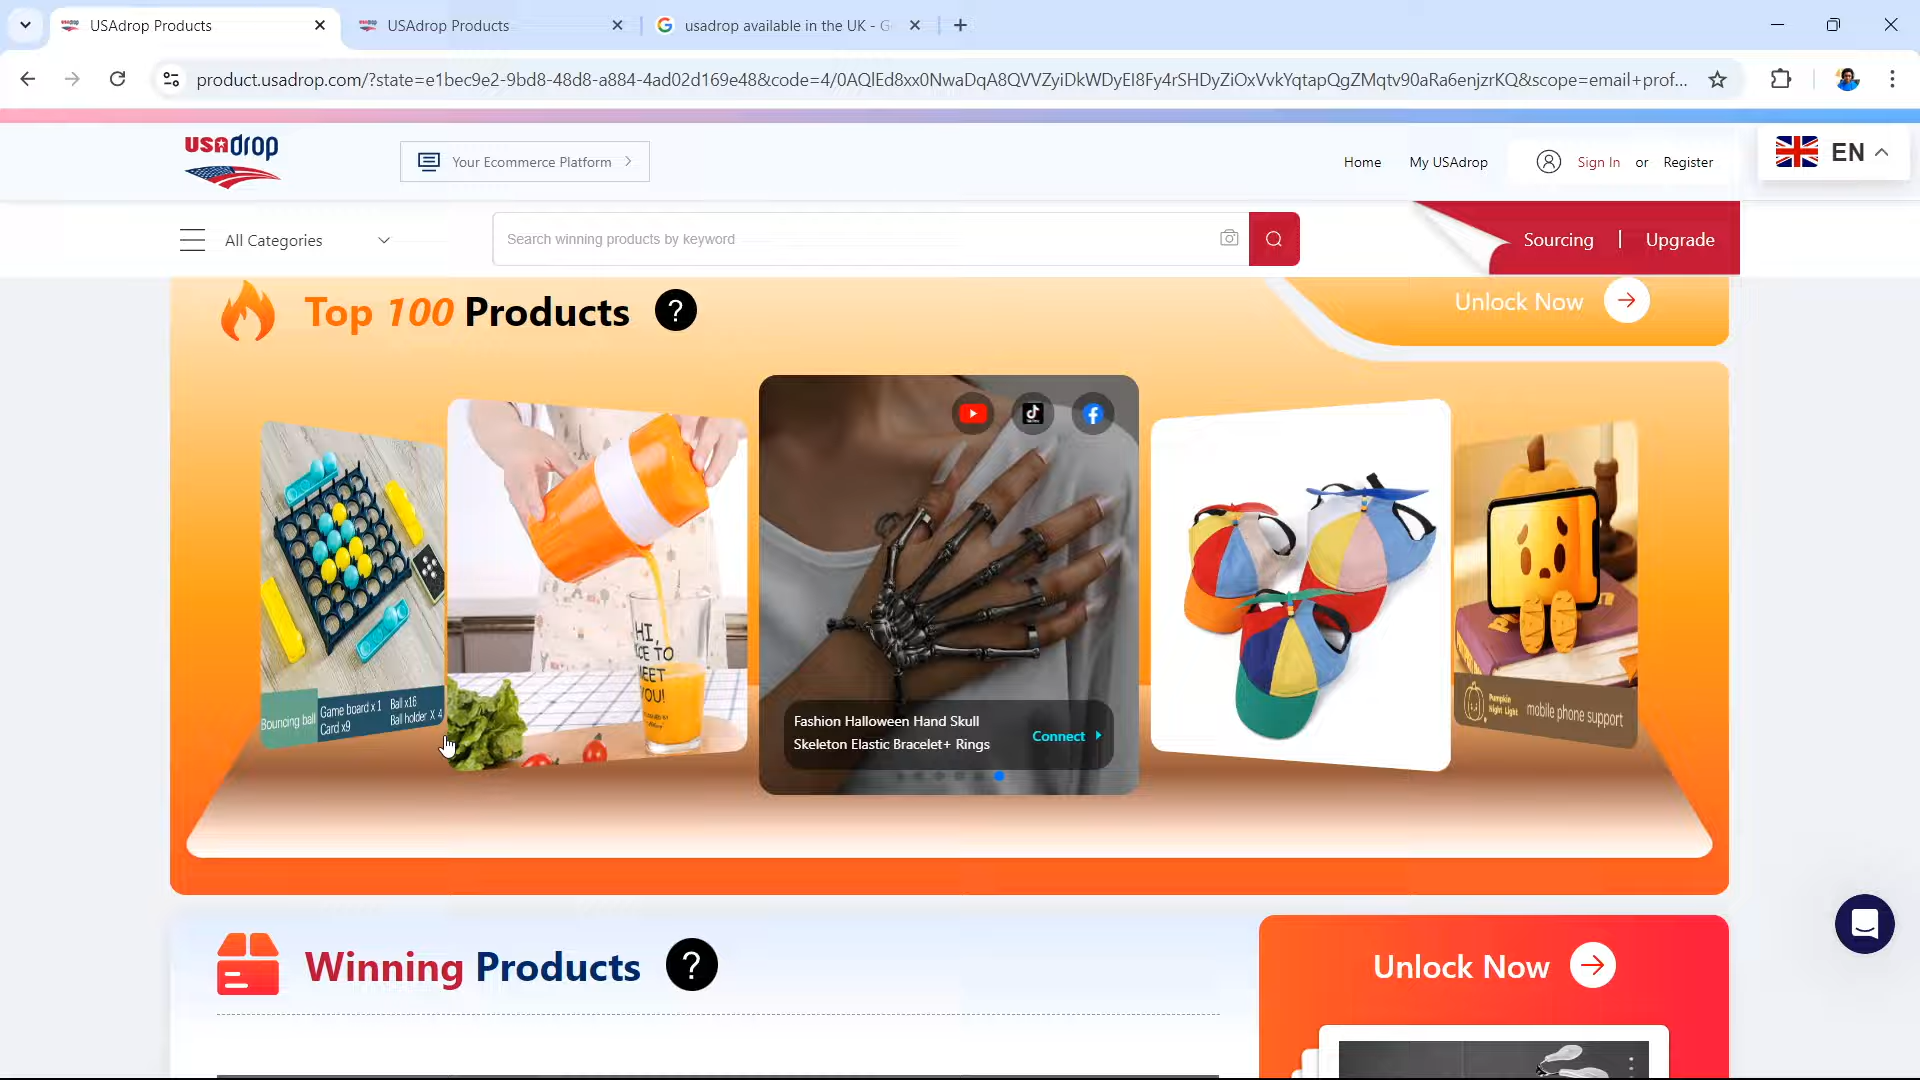 USAdrop Products
USAdrop Products
usadrop available in the UK - G
product.usadrop.com/?state=e1bec9e2-9bd8-48d8-a884-4ad02d169e48&code=4/0AQlEd8xx0NwaDqA8QVVZyiDkWDyEI8Fy4rSHDyZiOxVvkYqtapQgZMqtv90aRa6enjzrKQ&scope=email+prof...
usadrop
Your Ecommerce Platform
Home
My USAdrop
Sign In or Register
EN
All Categories
Search winning products by keyword
Sourcing | Upgrade
Top 100 Products ?
Unlock Now
HI,
NICE TO
MEET
YOU!
Bouncing ball
Game board x 1 Ball x16
Card x9 Ball holder X 4
Fashion Halloween Hand Skull
Skeleton Elastic Bracelet+ Rings
Connect
Pumpkin
Night Light
mobile phone support
Winning Products ?
Unlock Now